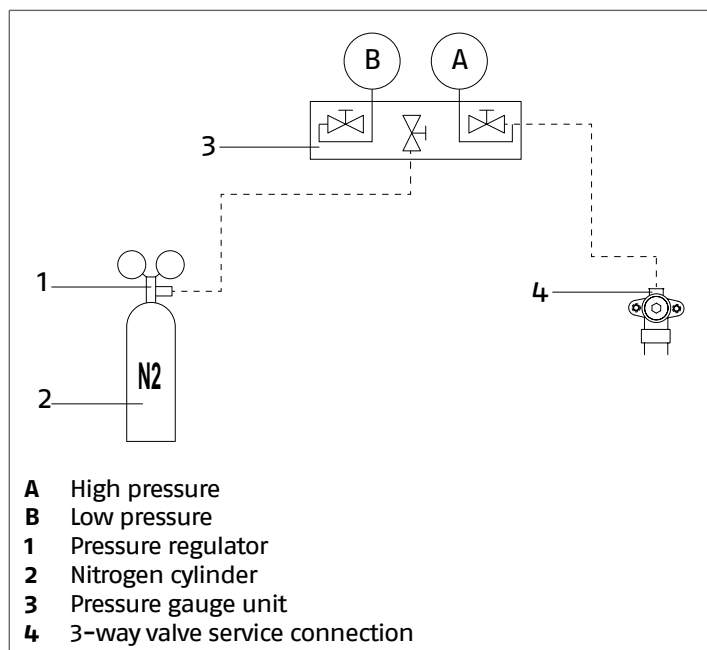 B A
3
1
4
N2
2
A High pressure
B Low pressure
1 Pressure regulator
2 Nitrogen cylinder
3 Pressure gauge unit
4 3-way valve service connection